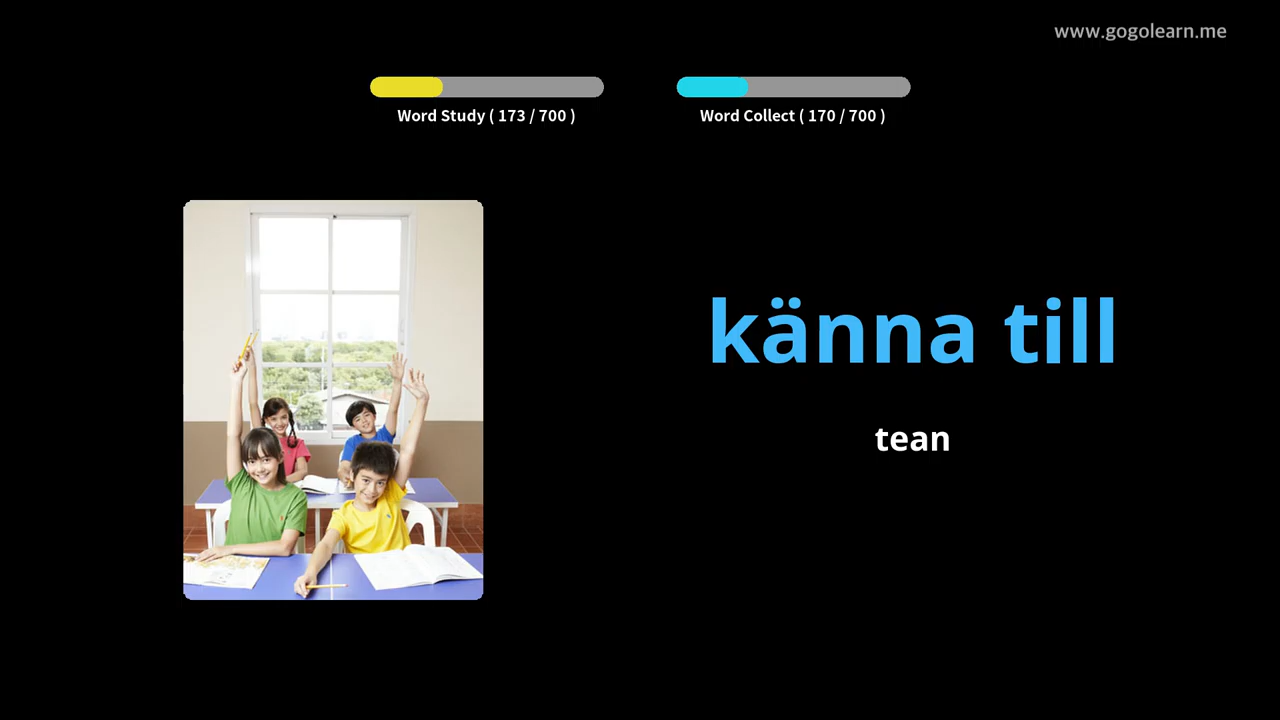 www.gogolearn.me
Word Study ( 173 / 700 )
Word Collect ( 170 / 700 )
känna till
tean